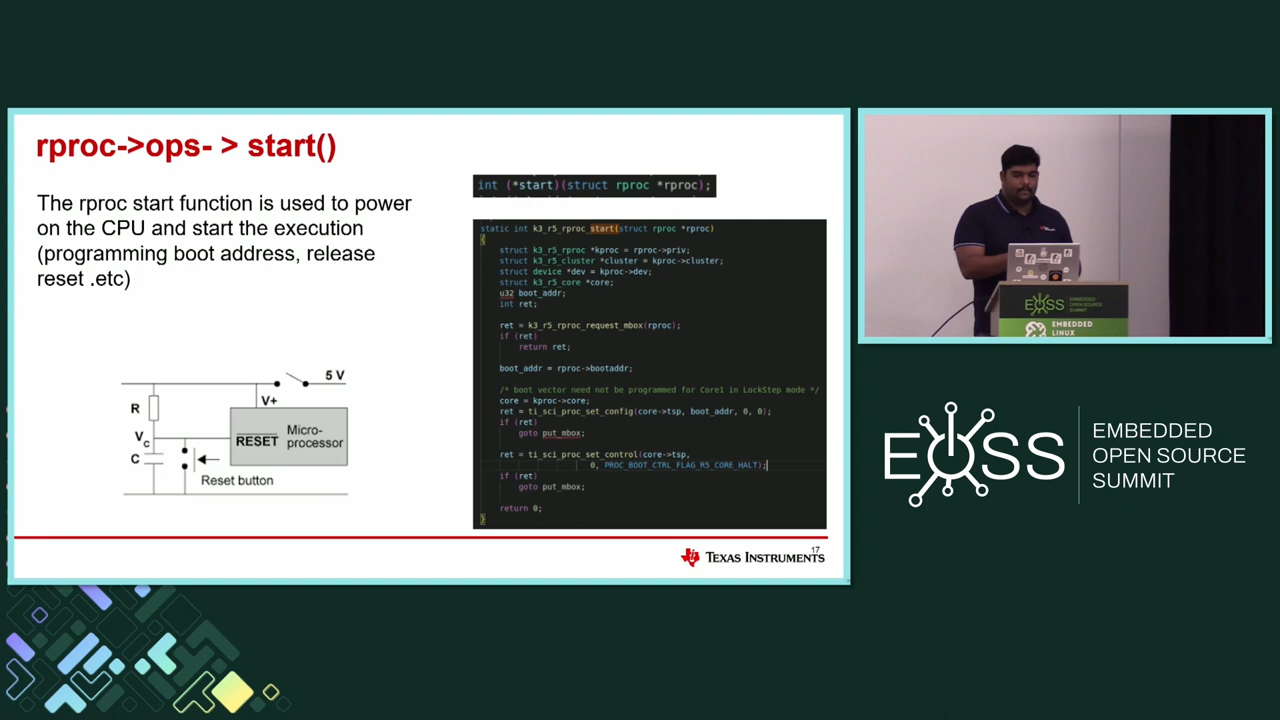 rproc->ops- > start()
The rproc start function is used to power
on the CPU and start the execution
(programming boot address, release
reset .etc)
5 V
V+
R
Micro-
processor
RESET
VC
C
Reset button
int (*start)(struct rproc *rproc);
static int k3_r5_rproc_start(struct rproc *rproc)
{
struct k3_r5_rproc *kproc = rproc->priv;
struct k3_r5_cluster *cluster = kproc->cluster;
struct device *dev = kproc->dev;
struct k3_r5_core *core;
u32 boot_addr;
int ret;
ret = k3_r5_rproc_request_mbox(rproc);
if (ret)
return ret;
boot_addr = rproc->bootaddr;
/* boot vector need not be programmed for Core1 in LockStep mode */
core = kproc->core;
ret = ti_sci_proc_set_config(core->tsp, boot_addr, 0, 0);
if (ret)
goto put_mbox;
ret = ti_sci_proc_set_control(core->tsp,
0, PROC_BOOT_CTRL_FLAG_R5_CORE_HALT);
if (ret)
goto put_mbox;
return 0;
}
17
TEXAS INSTRUMENTS
EOSS
EMBEDDED
OPEN SOURCE
SUMMIT
EMBEDDED
LINUX
EOSS
EMBEDDED
OPEN SOURCE
SUMMIT